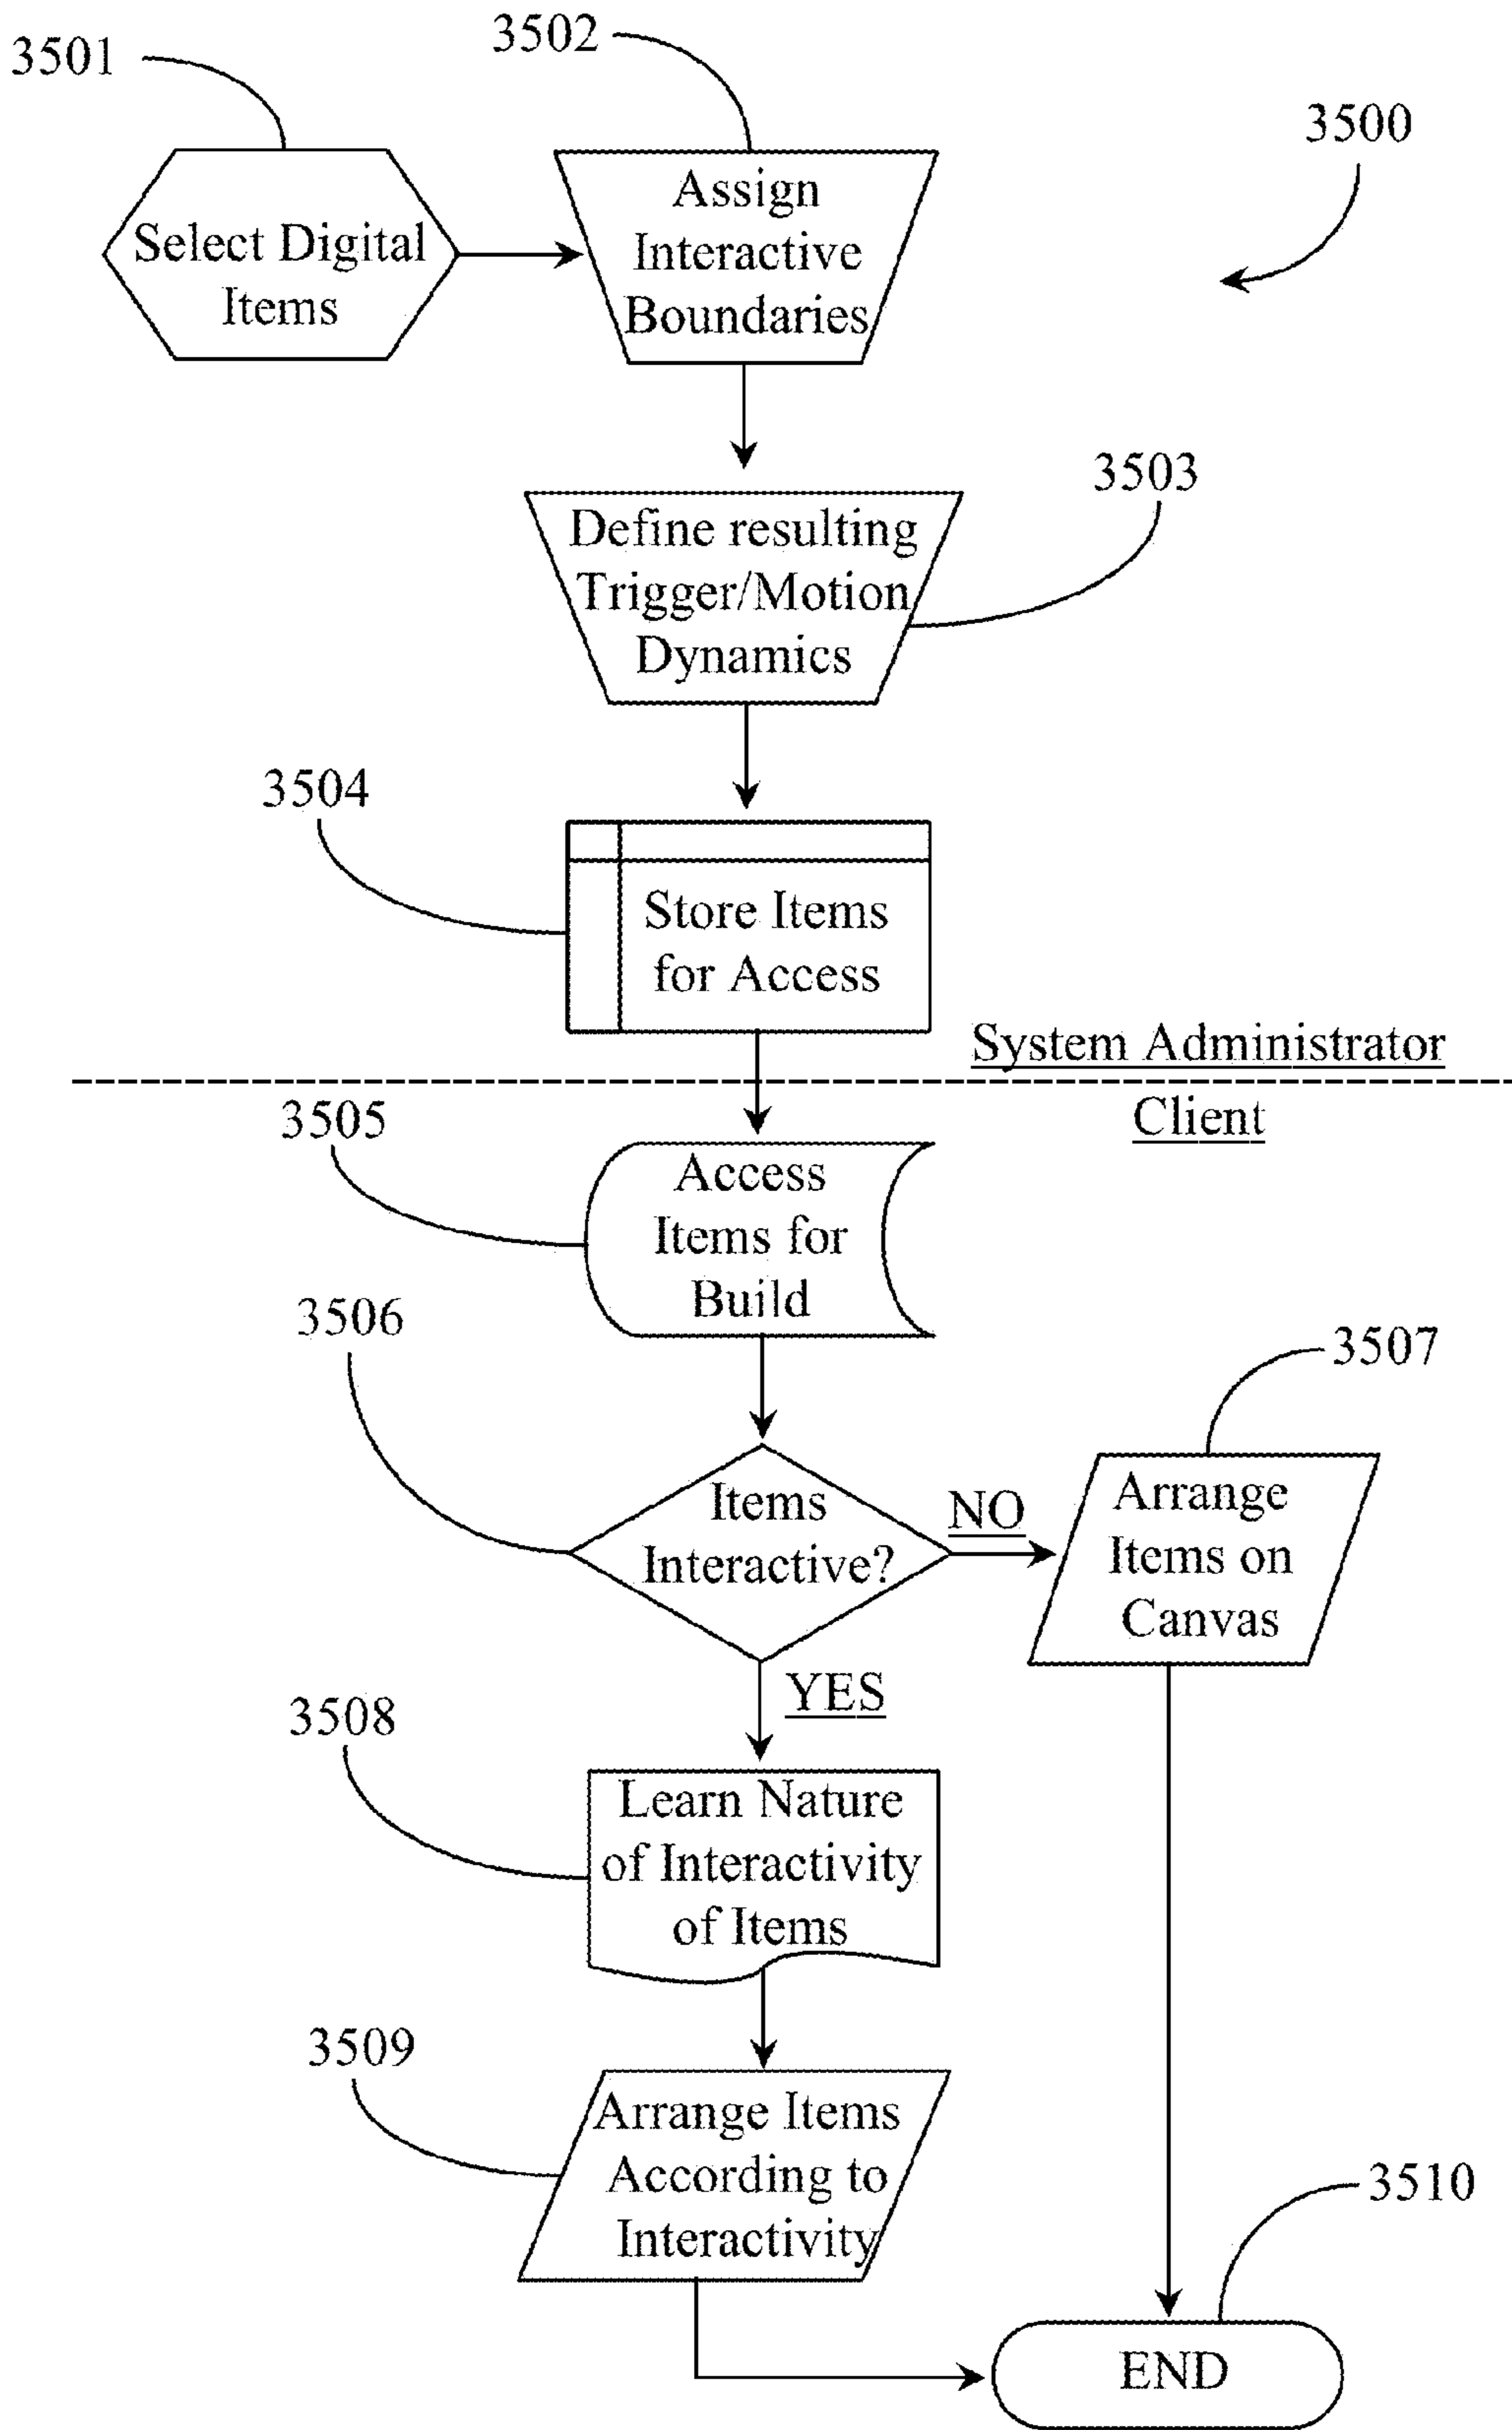 3501
3502
3500
Select Digital
Items
Assign
Interactive
Boundaries
3503
Define resulting
Trigger/Motion
Dynamics
3504
Store Items
for Access
System Administrator
Client
3505
Access
Items for
Build
3506
3507
Items
Interactive?
NO
Arrange
Items on
Canvas
YES
3508
Learn Nature
of Interactivity
of Items
3509
Arrange Items
According to
Interactivity
3510
END